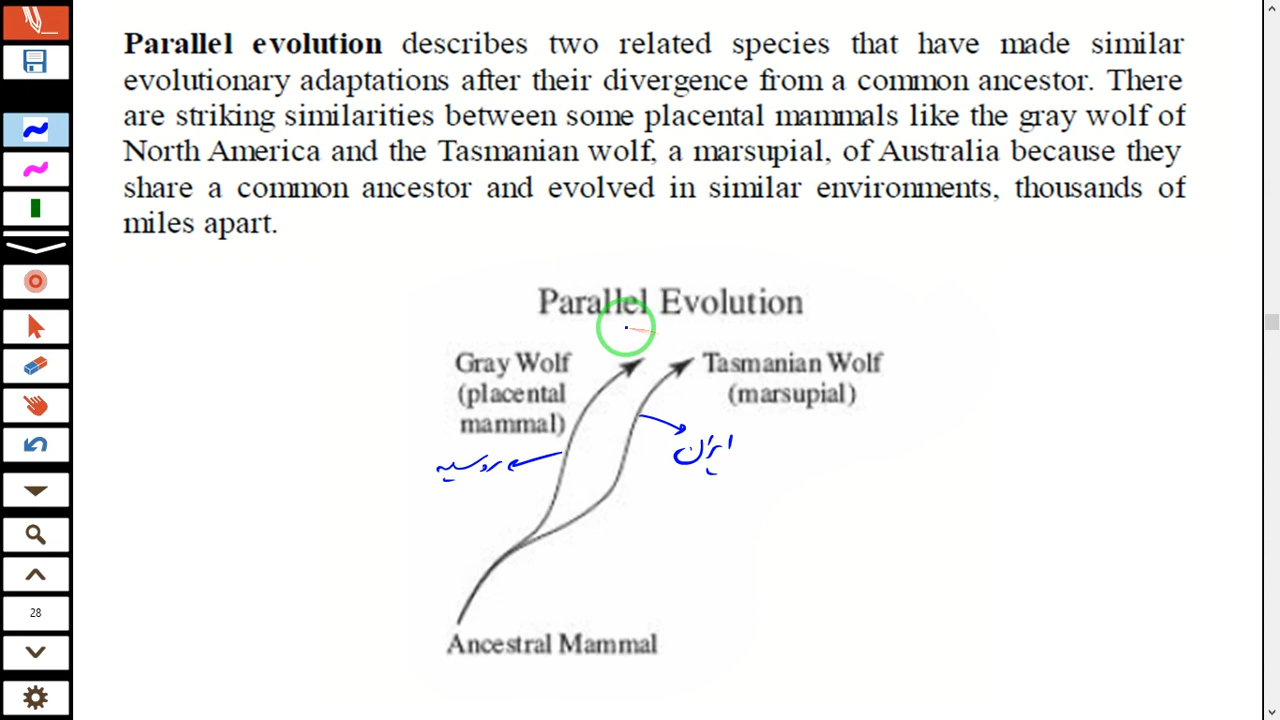 Parallel evolution describes two related species that have made similar
evolutionary adaptations after their divergence from a common ancestor. There
are striking similarities between some placental mammals like the gray wolf of
North America and the Tasmanian wolf, a marsupial, of Australia because they
share a common ancestor and evolved in similar environments, thousands of
miles apart.
Parallel Evolution
Gray Wolf
(placental
mammal)
Tasmanian Wolf
(marsupial)
ایران
روسیه
28
Ancestral Mammal